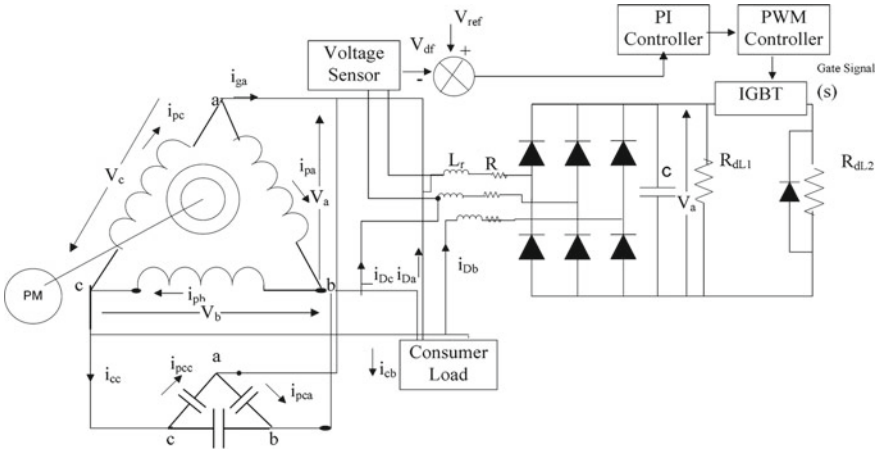 V_ref
V_df
+
-
Voltage
Sensor
PI
Controller
PWM
Controller
Gate Signal
IGBT
(s)
i_ga
a
i_pc
i_pa
V_c
V_a
L_r
R
C
V_a
R_dL1
R_dL2
PM
c
b
i_pb
V_b
i_Dc
i_Da
i_Db
i_cc
i_pcc
a
i_pca
c
b
i_cb
Consumer
Load